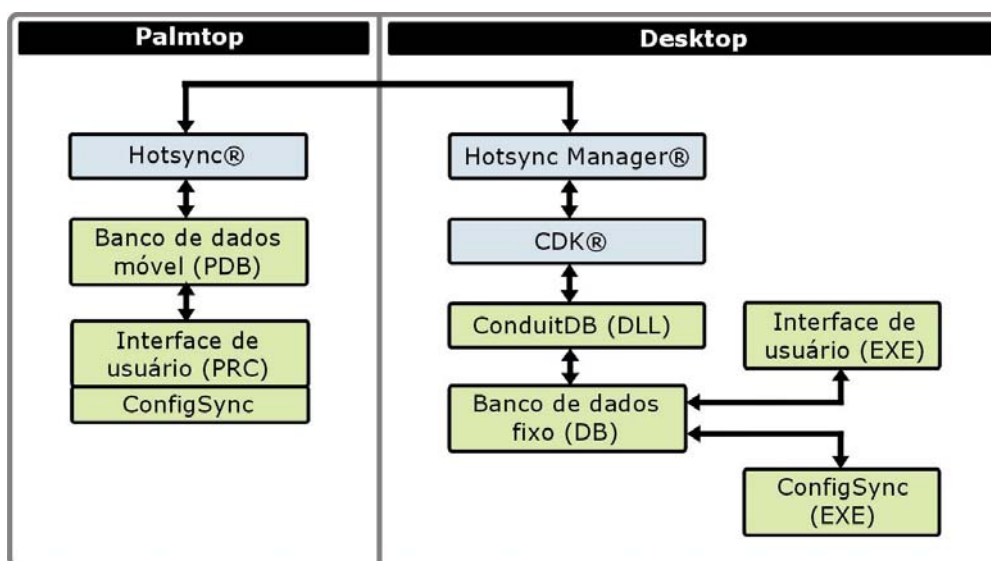 Palmtop
Desktop
Hotsync®
Banco de dados
móvel (PDB)
Interface de
usuário (PRC)
ConfigSync
Hotsync Manager®
CDK®
ConduitDB (DLL)
Banco de dados
fixo (DB)
Interface de
usuário (EXE)
ConfigSync
(EXE)